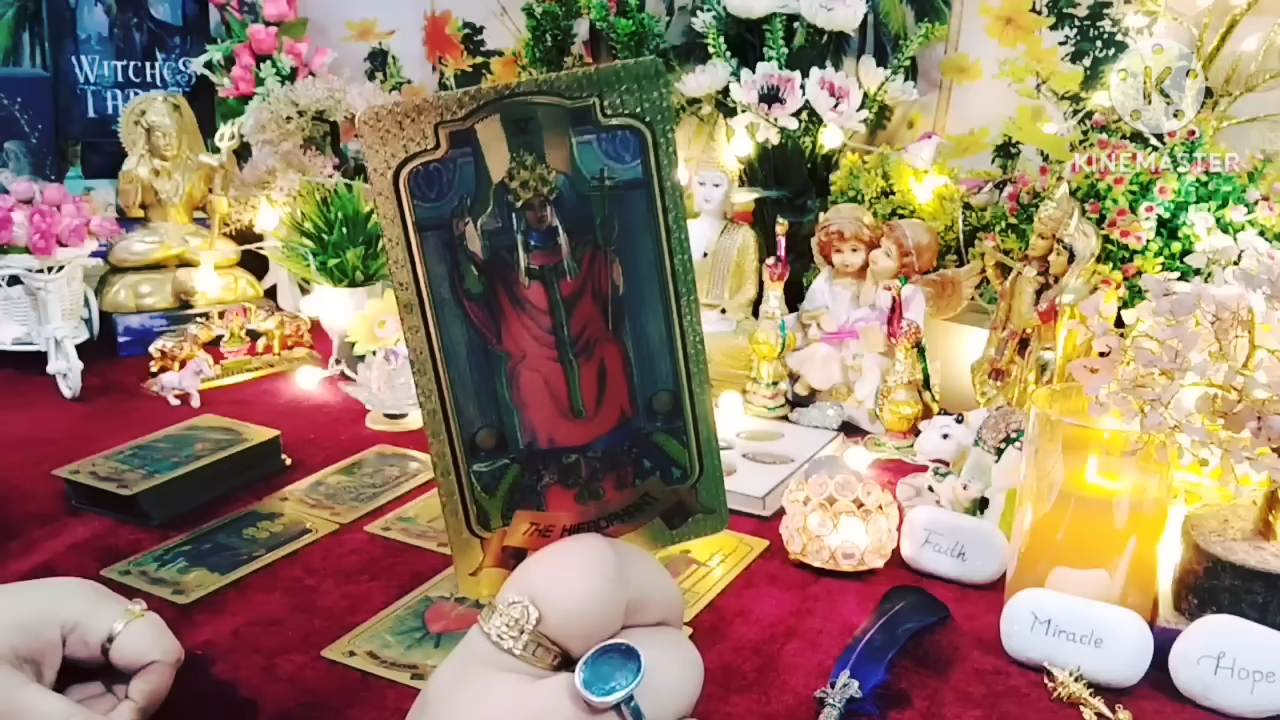 WITCHES
TAROT
K
KINEMASTER
V
THE HIEROPHANT
Faith
Miracle
Hope